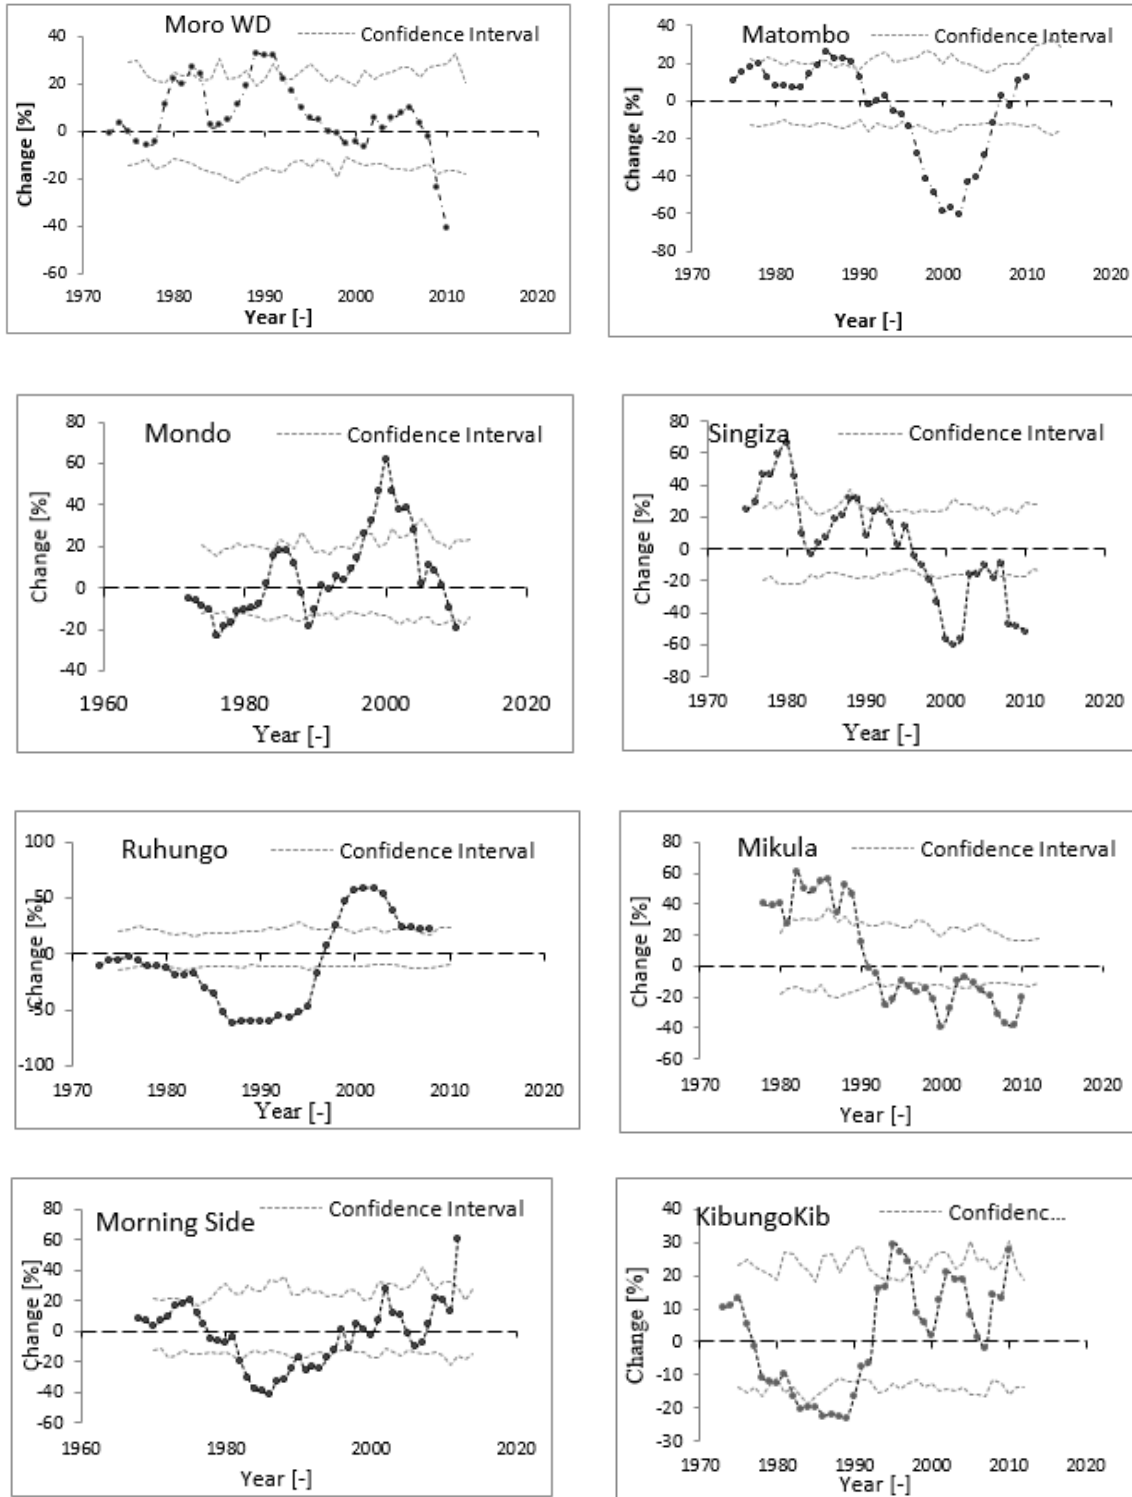 Moro WD
Confidence Interval
Change [%]
40
20
0
-20
-40
-60
1970 1980 1990 2000 2010 2020
Year [-]
Matombo
Confidence Interval
Change [%]
40
20
0
-20
-40
-60
-80
1970 1980 1990 2000 2010 2020
Year [-]
Mondo
Confidence Interval
Change [%]
80
60
40
20
0
-20
-40
1960 1980 2000 2020
Year [-]
Singiza
Confidence Interval
Change [%]
80
60
40
20
0
-20
-40
-60
-80
1970 1980 1990 2000 2010 2020
Year [-]
Ruhungo
Confidence Interval
Change [%]
100
50
0
-50
-100
1970 1980 1990 2000 2010 2020
Year [-]
Mikula
Confidence Interval
Change [%]
80
60
40
20
0
-20
-40
-60
1970 1980 1990 2000 2010 2020
Year [-]
Morning Side
Confidence Interval
Change [%]
80
60
40
20
0
-20
-40
-60
1960 1980 2000 2020
Year [-]
KibungoKib
Confidenc...
Change [%]
40
30
20
10
0
-10
-20
-30
1970 1980 1990 2000 2010 2020
Year [-]